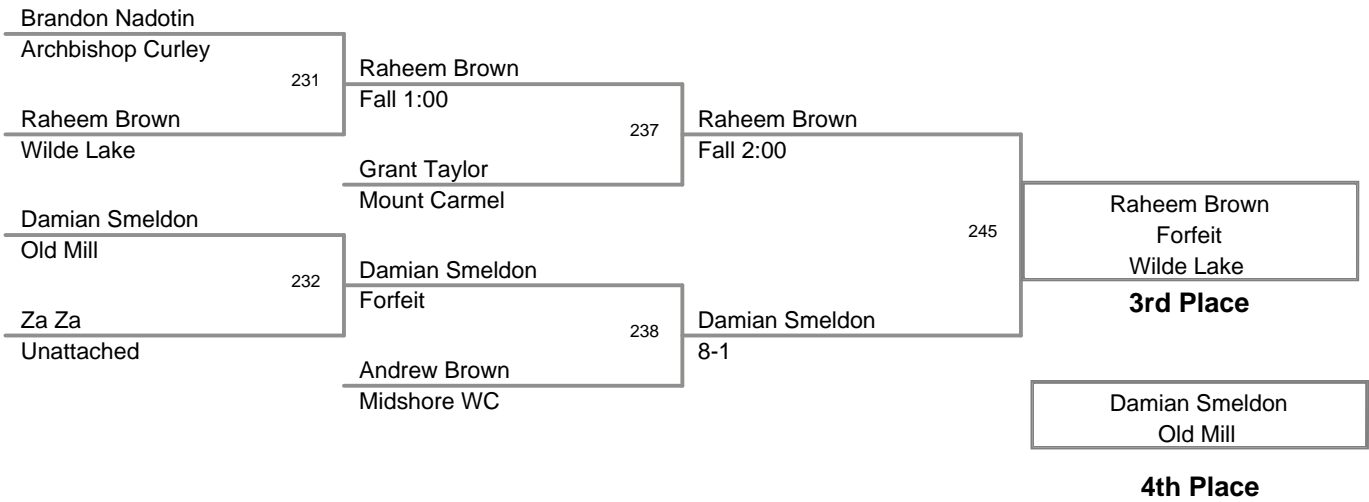 Brandon Nadotin
Archbishop Curley
231
Raheem Brown
Fall 1:00
Raheem Brown
Wilde Lake
237
Raheem Brown
Fall 2:00
Grant Taylor
Mount Carmel
Damian Smeldon
Old Mill
245
Raheem Brown
Forfeit
Wilde Lake
3rd Place
232
Damian Smeldon
Forfeit
Za Za
Unattached
238
Damian Smeldon
8-1
Andrew Brown
Midshore WC
Damian Smeldon
Old Mill
4th Place